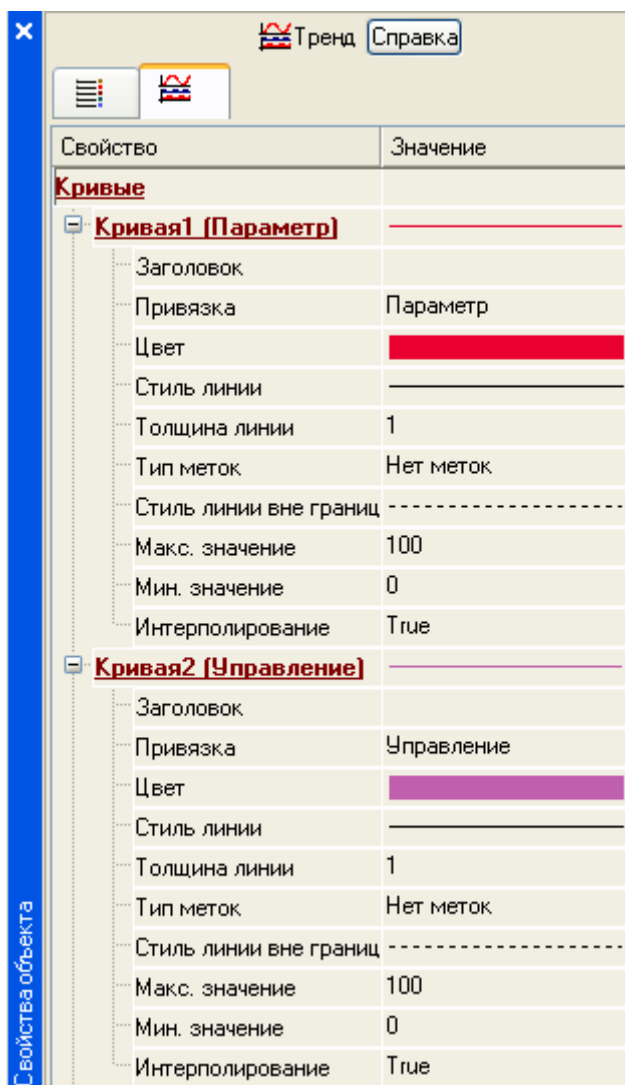 Тренд Справка
Свойство Значение
Кривые
Кривая1 (Параметр)
Заголовок
Привязка Параметр
Цвет
Стиль линии
Толщина линии 1
Тип меток Нет меток
Стиль линии вне границ
Макс. значение 100
Мин. значение 0
Интерполирование True
Кривая2 (Управление)
Заголовок
Привязка Управление
Цвет
Стиль линии
Толщина линии 1
Тип меток Нет меток
Стиль линии вне границ
Макс. значение 100
Мин. значение 0
Интерполирование True
Свойства объекта